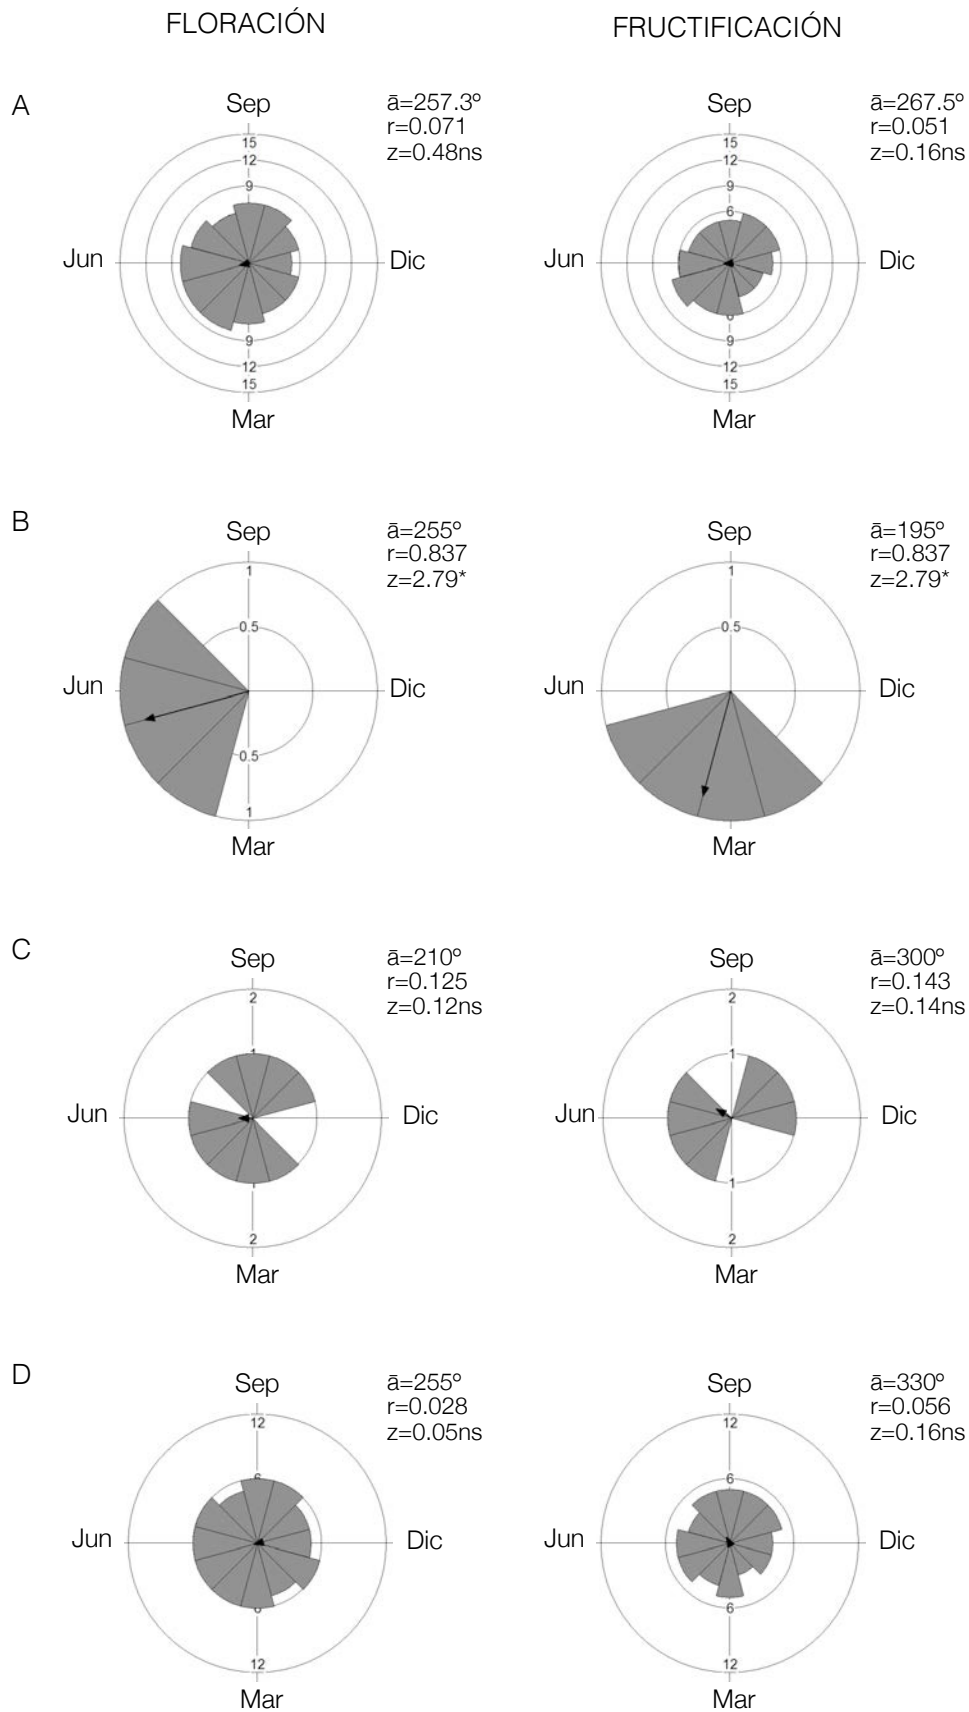 FLORACIÓN
FRUCTIFICACIÓN
A
Sep
ā=257.3º
r=0.071
z=0.48ns
15
12
9
Jun
Dic
9
12
15
Mar
Sep
ā=267.5º
r=0.051
z=0.16ns
15
12
9
6
Jun
Dic
6
9
12
15
Mar
B
Sep
ā=255º
r=0.837
z=2.79*
1
0.5
Jun
Dic
0.5
1
Mar
Sep
ā=195º
r=0.837
z=2.79*
1
0.5
Jun
Dic
Mar
C
Sep
ā=210º
r=0.125
z=0.12ns
2
1
Jun
Dic
1
2
Mar
Sep
ā=300º
r=0.143
z=0.14ns
2
1
Jun
Dic
1
2
Mar
D
Sep
ā=255º
r=0.028
z=0.05ns
12
6
Jun
Dic
6
12
Mar
Sep
ā=330º
r=0.056
z=0.16ns
12
6
Jun
Dic
6
12
Mar